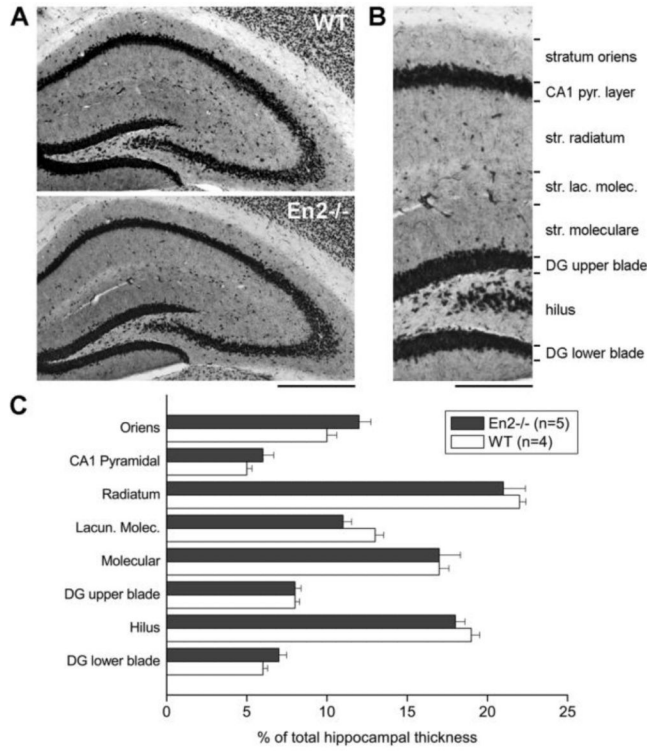 A
WT
En2-/-
B
stratum oriens
CA1 pyr. layer
str. radiatum
str. lac. molec.
str. moleculare
DG upper blade
hilus
DG lower blade
C
En2-/- (n=5)
WT (n=4)
Oriens
CA1 Pyramidal
Radiatum
Lacun. Molec.
Molecular
DG upper blade
Hilus
DG lower blade
0 5 10 15 20 25
% of total hippocampal thickness